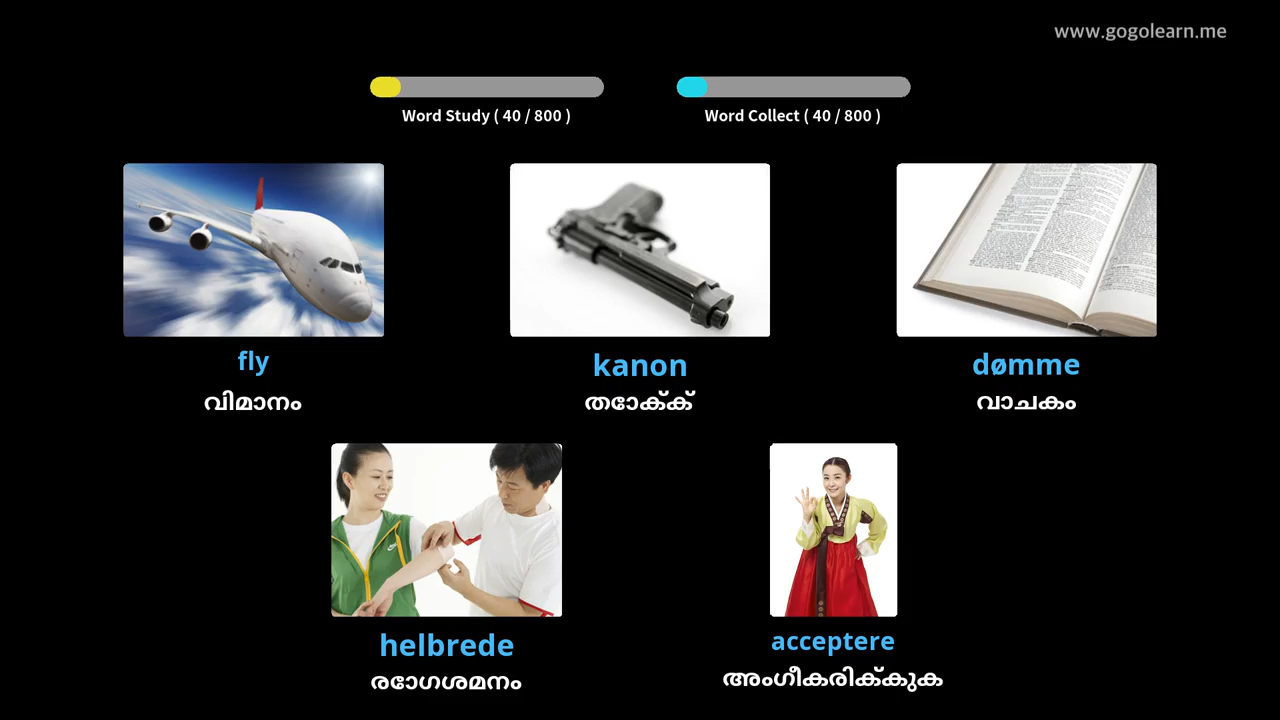 www.gogolearn.me
Word Study ( 40 / 800 )
Word Collect ( 40 / 800 )
fly
വിമാനം
kanon
തോക്ക്
dømme
വാചകം
helbrede
രോഗശമനം
acceptere
അംഗീകരിക്കുക